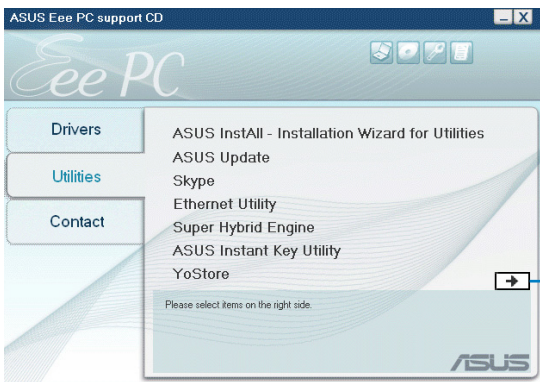 ASUS Eee PC support CD
Eee PC
Drivers
Utilities
Contact
ASUS InstAll - Installation Wizard for Utilities
ASUS Update
Skype
Ethernet Utility
Super Hybrid Engine
ASUS Instant Key Utility
YoStore
Please select items on the right side.
ASUS